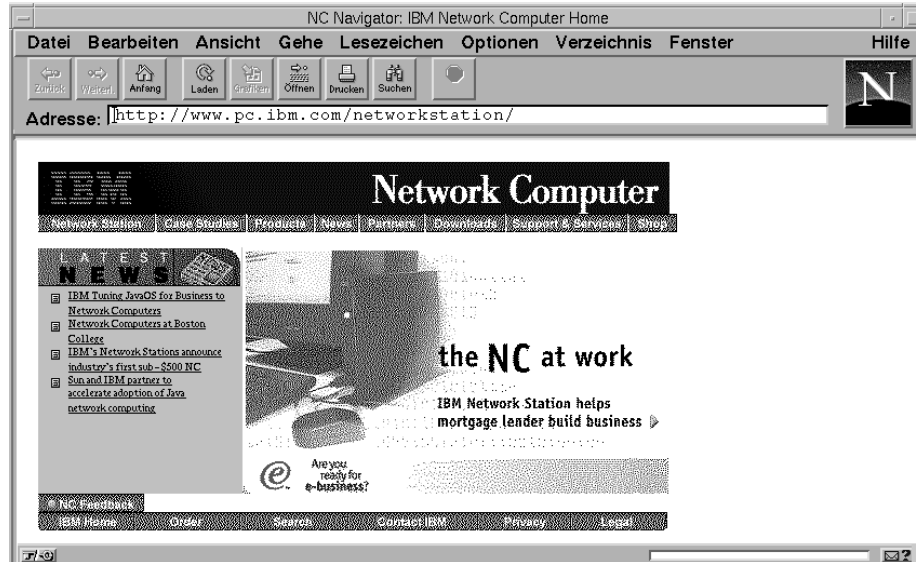 NC Navigator: IBM Network Computer Home
Datei Bearbeiten Ansicht Gehe Lesezeichen Optionen Verzeichnis Fenster Hilfe
Zurück Weiterl. Anfang Laden Grafiken Öffnen Drucken Suchen
N
Adresse: http://www.pc.ibm.com/networkstation/
IBM Network Computer
Network Station Case Studies Products News Partners Downloads Support & Services Shop
LATEST
NEWS
IBM Tuning JavaOS for Business to
Network Computers
Network Computers at Boston
College
IBM's Network Stations announce
industry's first sub-$500 NC
Sun and IBM partner to
accelerate adoption of Java
network computing
the NC at work
IBM Network Station helps
mortgage lender build business
e
Are you
ready for
e-business?
NC Feedback
IBM Home Order Search Contact IBM Privacy Legal
?